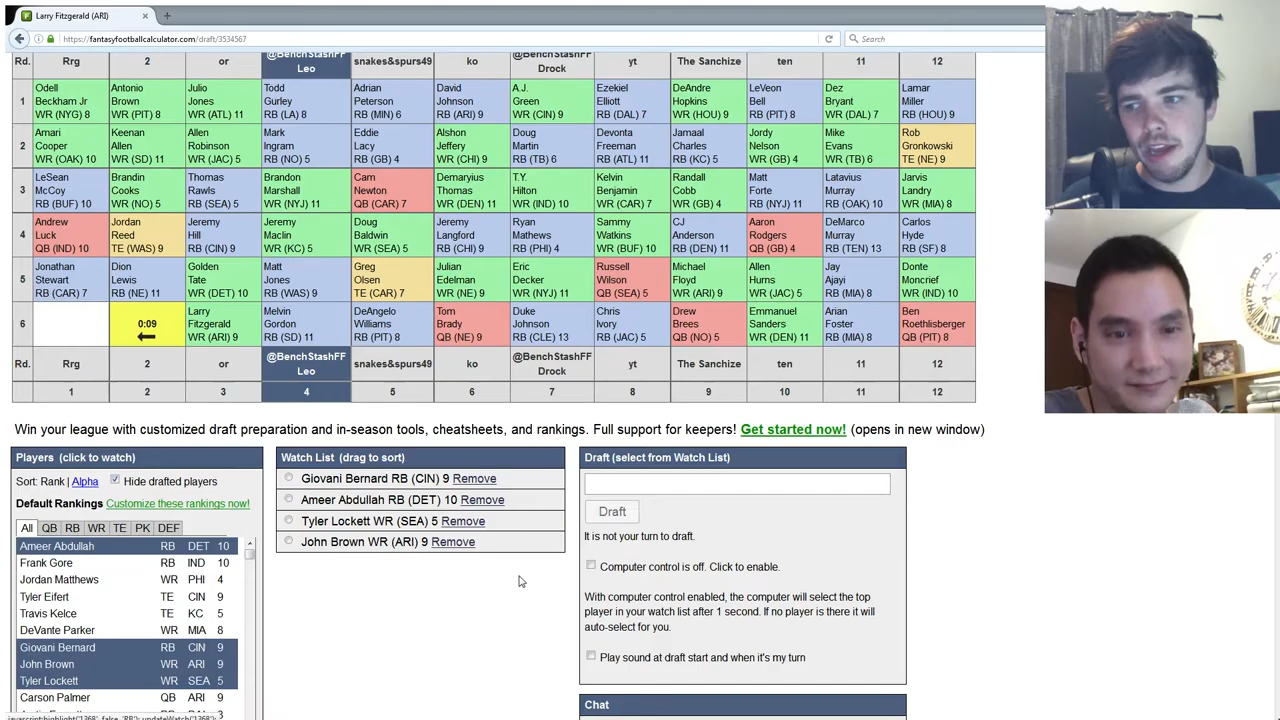 Larry Fitzgerald (ARI)
https://fantasyfootballcalculator.com/draft/3534567
Search
Rd. Rrg 2 or @BenchStashFF Leo snakes&spurs49 ko @BenchStashFF Drock yt The Sanchize ten 11 12
Odell Antonio Julio Todd Adrian David A.J. Ezekiel DeAndre LeVeon Dez Lamar
1 Beckham Jr Brown Jones Gurley Peterson Johnson Green Elliott Hopkins Bell Bryant Miller
WR (NYG) 8 WR (PIT) 8 WR (ATL) 11 RB (LA) 8 RB (MIN) 6 RB (ARI) 9 WR (CIN) 9 RB (DAL) 7 WR (HOU) 9 RB (PIT) 8 WR (DAL) 7 RB (HOU) 9
Amari Keenan Allen Mark Eddie Alshon Doug Devonta Jamaal Jordy Mike Rob
2 Cooper Allen Robinson Ingram Lacy Jeffery Martin Freeman Charles Nelson Evans Gronkowski
WR (OAK) 10 WR (SD) 11 WR (JAC) 5 RB (NO) 5 RB (GB) 4 WR (CHI) 9 RB (TB) 6 RB (ATL) 11 RB (KC) 5 WR (GB) 4 WR (TB) 6 TE (NE) 9
LeSean Brandin Thomas Brandon Cam Demaryius T.Y. Kelvin Randall Matt Latavius Jarvis
3 McCoy Cooks Rawls Marshall Newton Thomas Hilton Benjamin Cobb Forte Murray Landry
RB (BUF) 10 WR (NO) 5 RB (SEA) 5 WR (NYJ) 11 QB (CAR) 7 WR (DEN) 11 WR (IND) 10 WR (CAR) 7 WR (GB) 4 RB (NYJ) 11 RB (OAK) 10 WR (MIA) 8
Andrew Jordan Jeremy Jeremy Doug Jeremy Ryan Sammy CJ Aaron DeMarco Carlos
4 Luck Reed Hill Maclin Baldwin Langford Mathews Watkins Anderson Rodgers Murray Hyde
QB (IND) 10 TE (WAS) 9 RB (CIN) 9 WR (KC) 5 WR (SEA) 5 RB (CHI) 9 RB (PHI) 4 WR (BUF) 10 RB (DEN) 11 QB (GB) 4 RB (TEN) 13 RB (SF) 8
Jonathan Dion Golden Matt Greg Julian Eric Russell Michael Allen Jay Donte
5 Stewart Lewis Tate Jones Olsen Edelman Decker Wilson Floyd Hurns Ajayi Moncrief
RB (CAR) 7 RB (NE) 11 WR (DET) 10 RB (WAS) 9 TE (CAR) 7 WR (NE) 9 WR (NYJ) 11 QB (SEA) 5 WR (ARI) 9 WR (JAC) 5 RB (MIA) 8 WR (IND) 10
Larry Melvin DeAngelo Tom Duke Chris Drew Emmanuel Arian Ben
6 0:09 Fitzgerald Gordon Williams Brady Johnson Ivory Brees Sanders Foster Roethlisberger
WR (ARI) 9 RB (SD) 11 RB (PIT) 8 QB (NE) 9 RB (CLE) 13 RB (JAC) 5 QB (NO) 5 WR (DEN) 11 RB (MIA) 8 QB (PIT) 8
Rd. Rrg 2 or @BenchStashFF Leo snakes&spurs49 ko @BenchStashFF Drock yt The Sanchize ten 11 12
1 2 3 4 5 6 7 8 9 10 11 12
Win your league with customized draft preparation and in-season tools, cheatsheets, and rankings. Full support for keepers! Get started now! (opens in new window)
Players (click to watch)
Sort: Rank | Alpha Hide drafted players
Default Rankings Customize these rankings now!
All QB RB WR TE PK DEF
Ameer Abdullah RB DET 10
Frank Gore RB IND 10
Jordan Matthews WR PHI 4
Tyler Eifert TE CIN 9
Travis Kelce TE KC 5
DeVante Parker WR MIA 8
Giovani Bernard RB CIN 9
John Brown WR ARI 9
Tyler Lockett WR SEA 5
Carson Palmer QB ARI 9
Watch List (drag to sort)
Giovani Bernard RB (CIN) 9 Remove
Ameer Abdullah RB (DET) 10 Remove
Tyler Lockett WR (SEA) 5 Remove
John Brown WR (ARI) 9 Remove
Draft (select from Watch List)
Draft
It is not your turn to draft.
Computer control is off. Click to enable.
With computer control enabled, the computer will select the top
player in your watch list after 1 second. If no player is there it will
auto-select for you.
Play sound at draft start and when it's my turn
Chat